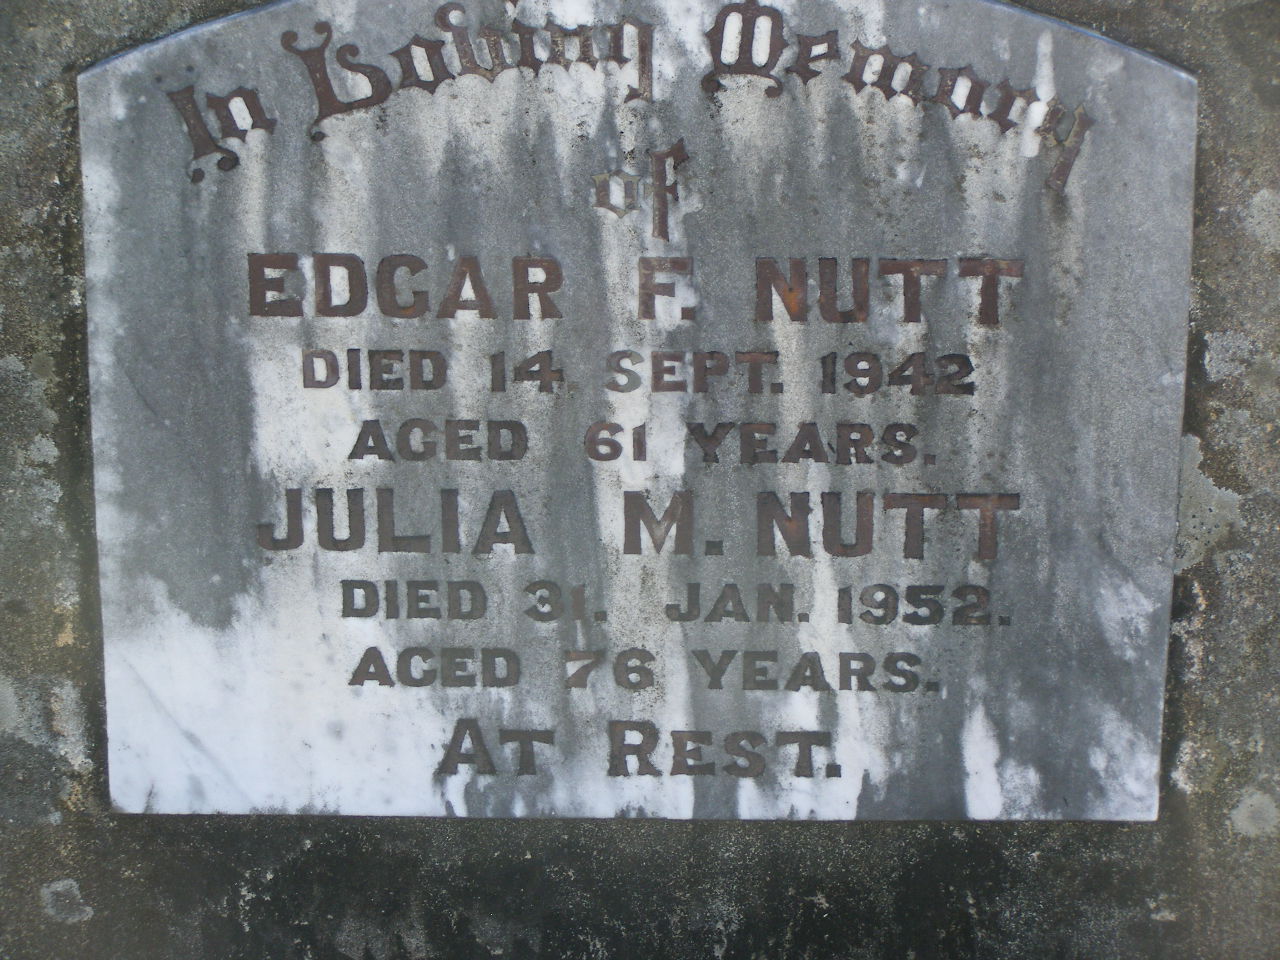 In Loving Memory
of
EDGAR F. NUTT
DIED 14 SEPT. 1942
AGED 61 YEARS.
JULIA M. NUTT
DIED 31. JAN. 1952.
AGED 76 YEARS.
AT REST.